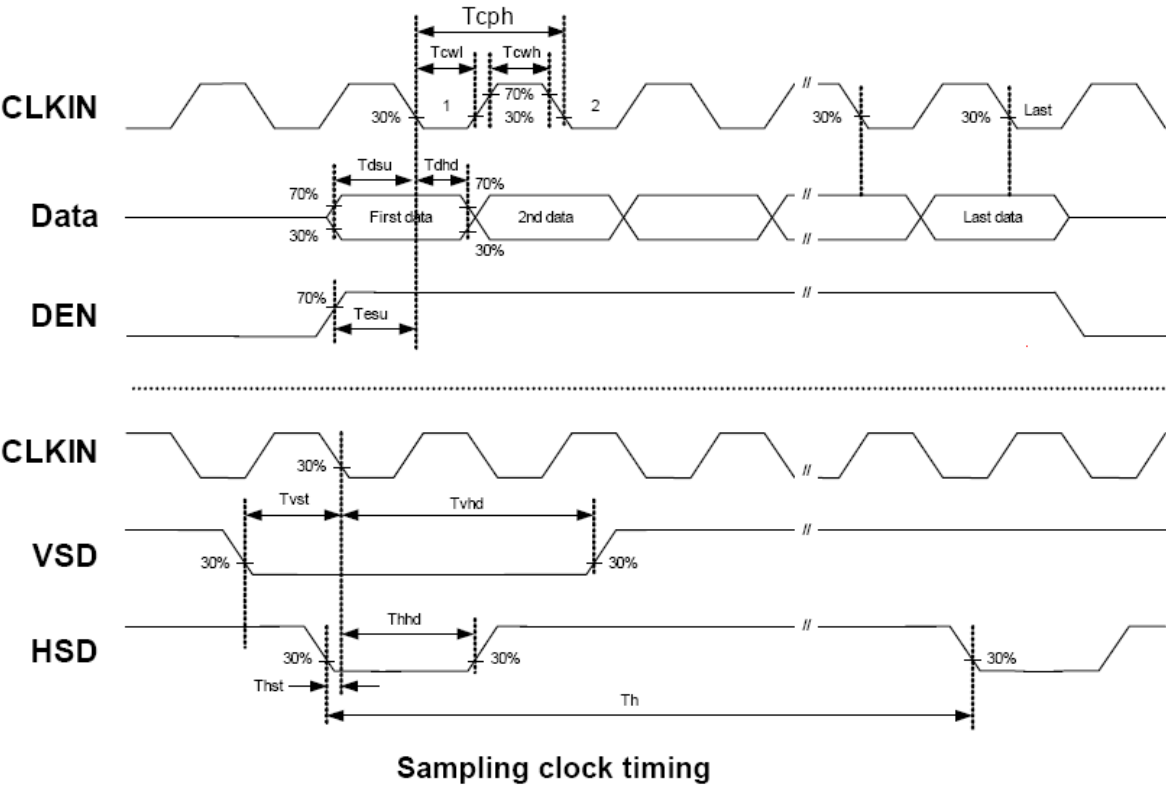 Tcph
Tcwl Tcwh
CLKIN 30% 1 70% 30% 2 // 30% 30% Last
Tdsu Tdhd
70% 70% //
Data First data 2nd data Last data
30% 30% //
70% //
DEN
Tesu
CLKIN 30% //
Tvst Tvhd
//
VSD 30% 30%
Thhd
//
HSD 30% 30% 30%
Thst
Th
Sampling clock timing